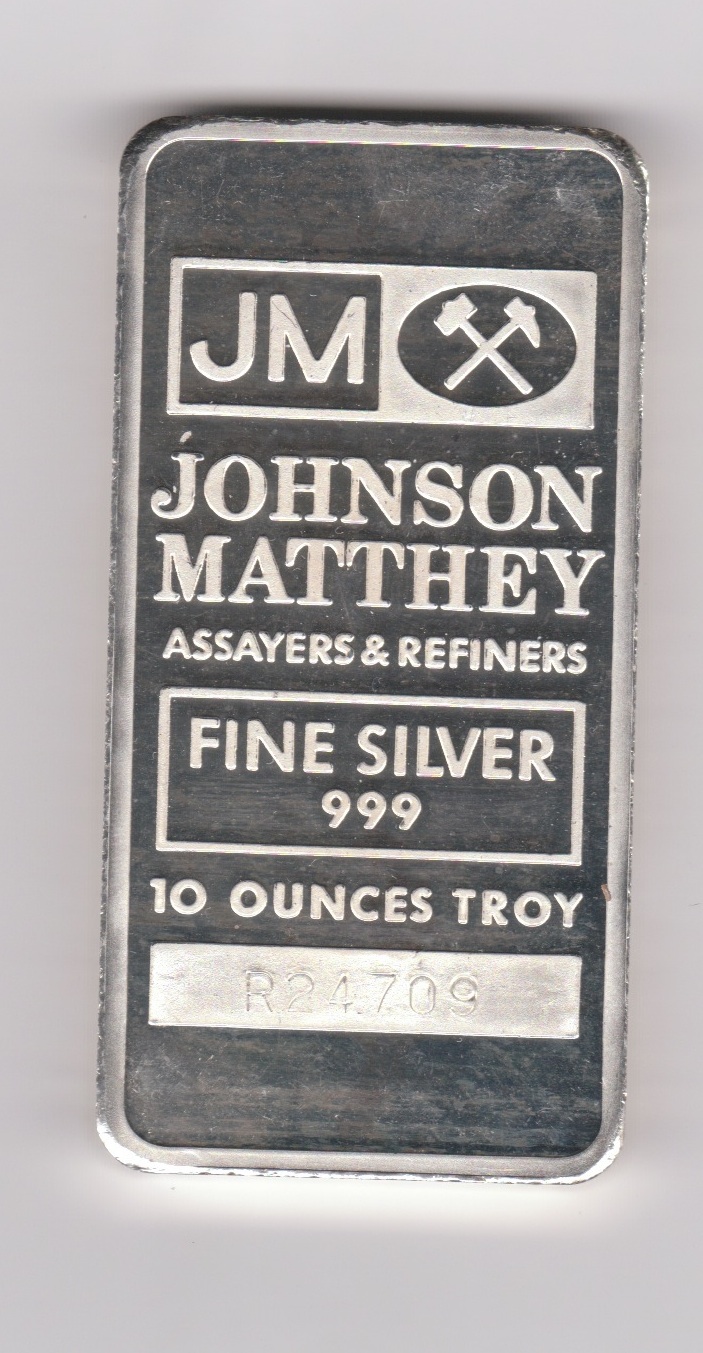 JM
JOHNSON
MATTHEY
ASSAYERS & REFINERS
FINE SILVER
999
10 OUNCES TROY
R24709